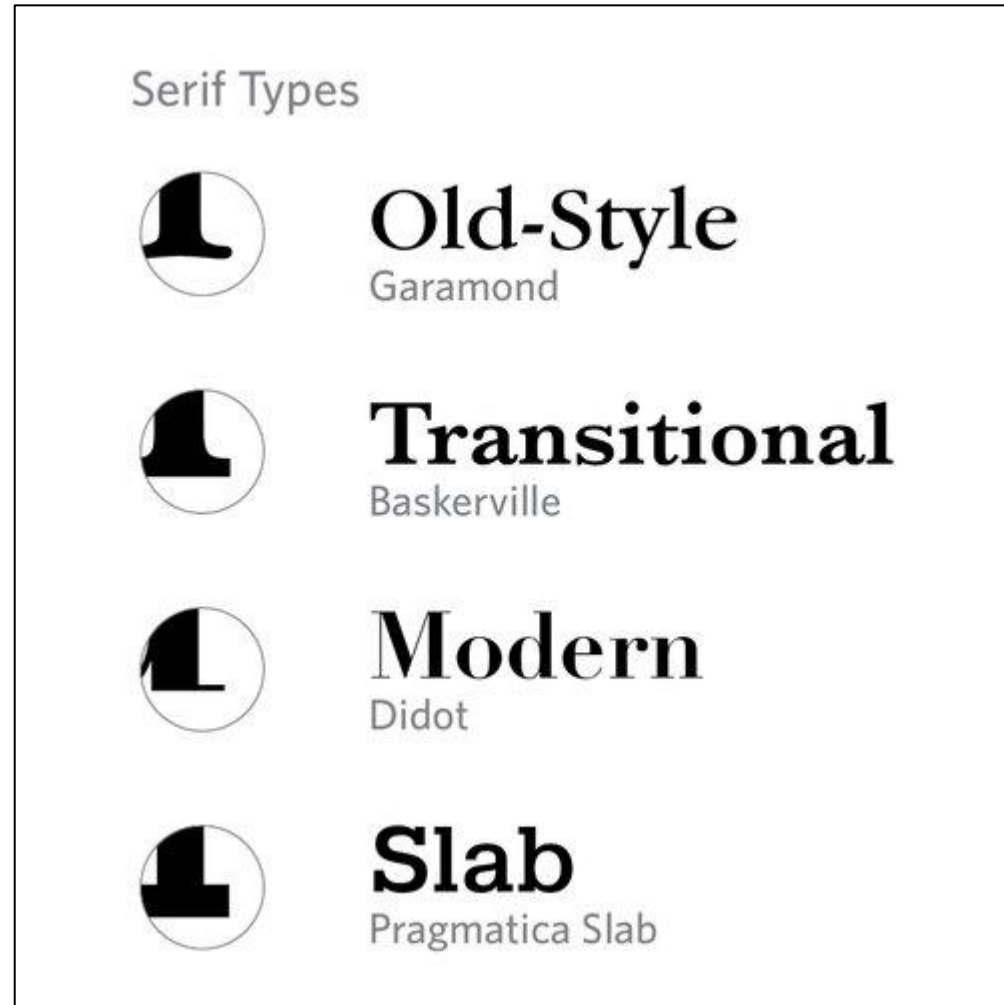 Serif Types
Old-Style
Garamond
Transitional
Baskerville
Modern
Didot
Slab
Pragmatica Slab